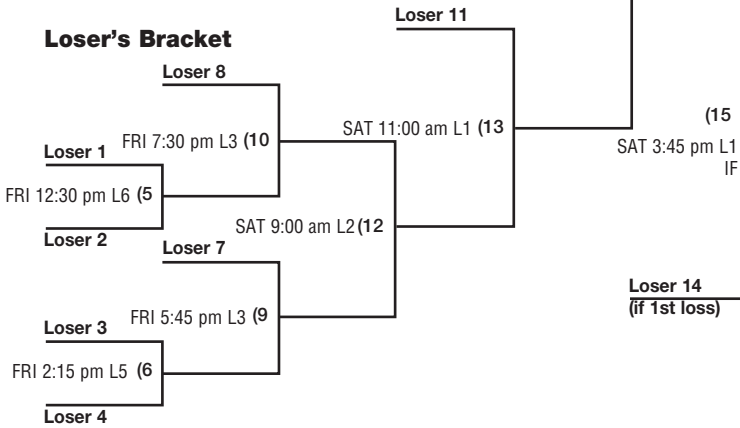 Loser 11
Loser's Bracket
Loser 8
(15
SAT 11:00 am L1 (13
FRI 7:30 pm L3 (10
SAT 3:45 pm L1
Loser 1
IF
FRI 12:30 pm L6 (5
SAT 9:00 am L2 (12
Loser 2
Loser 7
Loser 14
(if 1st loss)
FRI 5:45 pm L3 (9
Loser 3
FRI 2:15 pm L5 (6
Loser 4